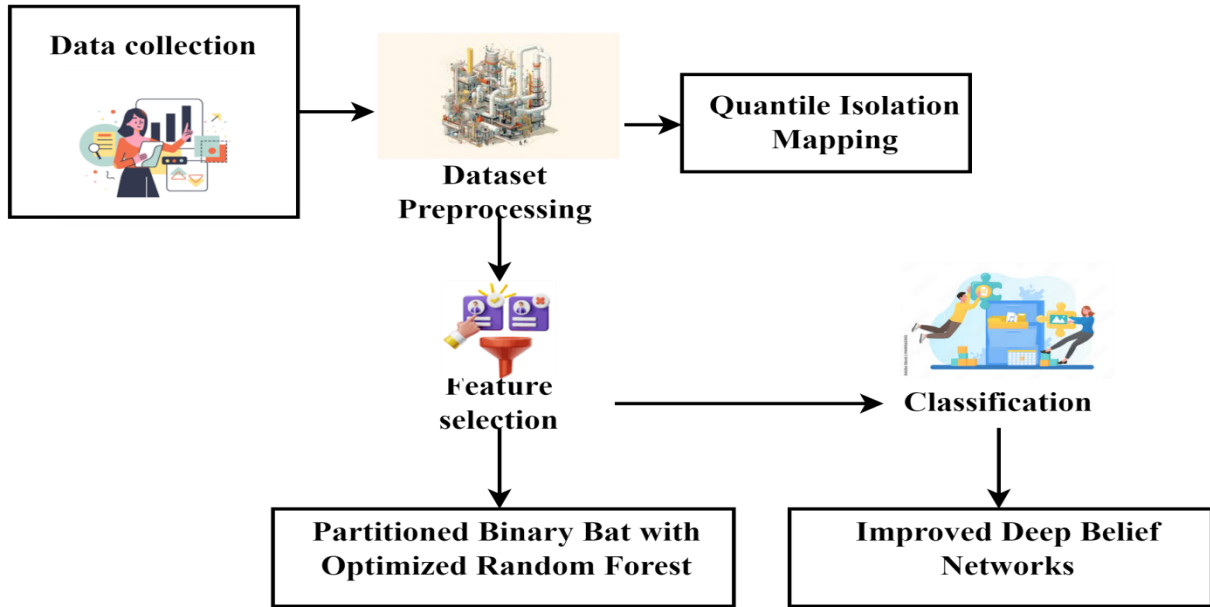 Data collection
Dataset
Preprocessing
Quantile Isolation
Mapping
Feature
selection
Classification
Partitioned Binary Bat with
Optimized Random Forest
Improved Deep Belief
Networks